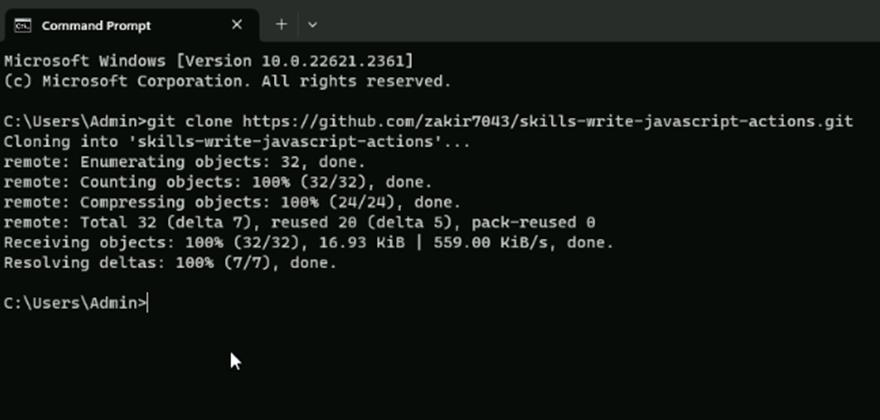 Command Prompt
Microsoft Windows [Version 10.0.22621.2361]
(c) Microsoft Corporation. All rights reserved.
C:\Users\Admin>git clone https://github.com/zakir7043/skills-write-javascript-actions.git
Cloning into 'skills-write-javascript-actions'...
remote: Enumerating objects: 32, done.
remote: Counting objects: 100% (32/32), done.
remote: Compressing objects: 100% (24/24), done.
remote: Total 32 (delta 7), reused 20 (delta 5), pack-reused 0
Receiving objects: 100% (32/32), 16.93 KiB | 559.00 KiB/s, done.
Resolving deltas: 100% (7/7), done.
C:\Users\Admin>